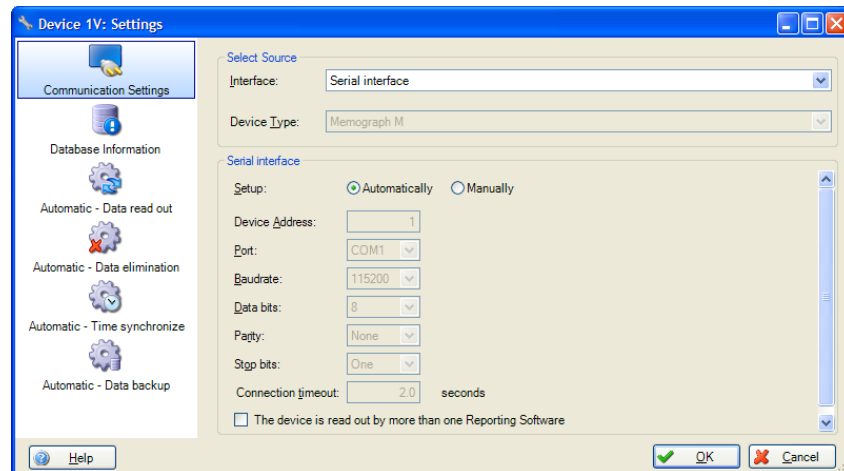 Device 1V: Settings
Communication Settings
Database Information
Automatic - Data read out
Automatic - Data elimination
Automatic - Time synchronize
Automatic - Data backup
Select Source
Interface: Serial interface
Device Type: Memograph M
Serial interface
Setup: Automatically Manually
Device Address: 1
Port: COM1
Baudrate: 115200
Data bits: 8
Parity: None
Stop bits: One
Connection timeout: 2.0 seconds
The device is read out by more than one Reporting Software
Help OK Cancel